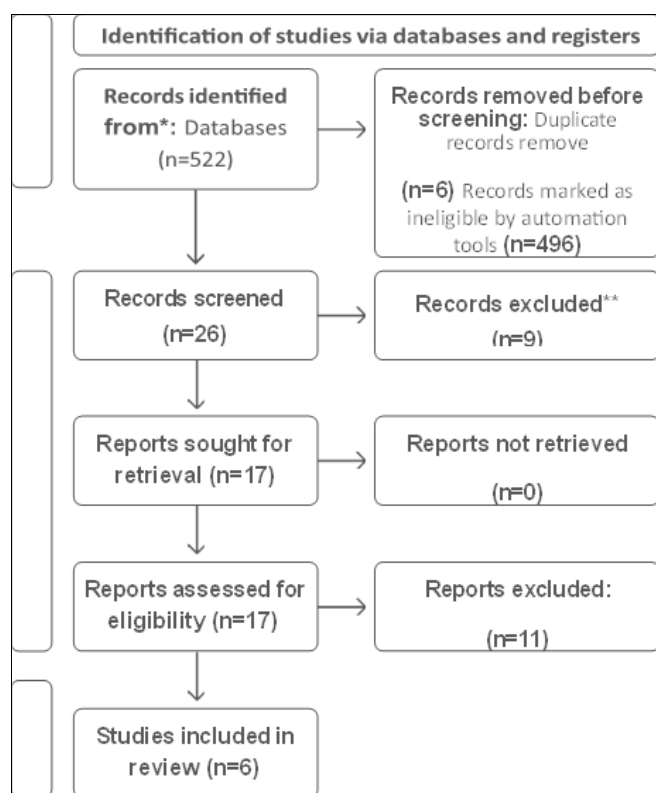 Identification of studies via databases and registers
Records identified
from*: Databases
(n=522)
Records removed before
screening: Duplicate
records remove
(n=6) Records marked as
ineligible by automation
tools (n=496)
Records screened
(n=26)
Records excluded**
(n=9)
Reports sought for
retrieval (n=17)
Reports not retrieved
(n=0)
Reports assessed for
eligibility (n=17)
Reports excluded:
(n=11)
Studies included in
review (n=6)